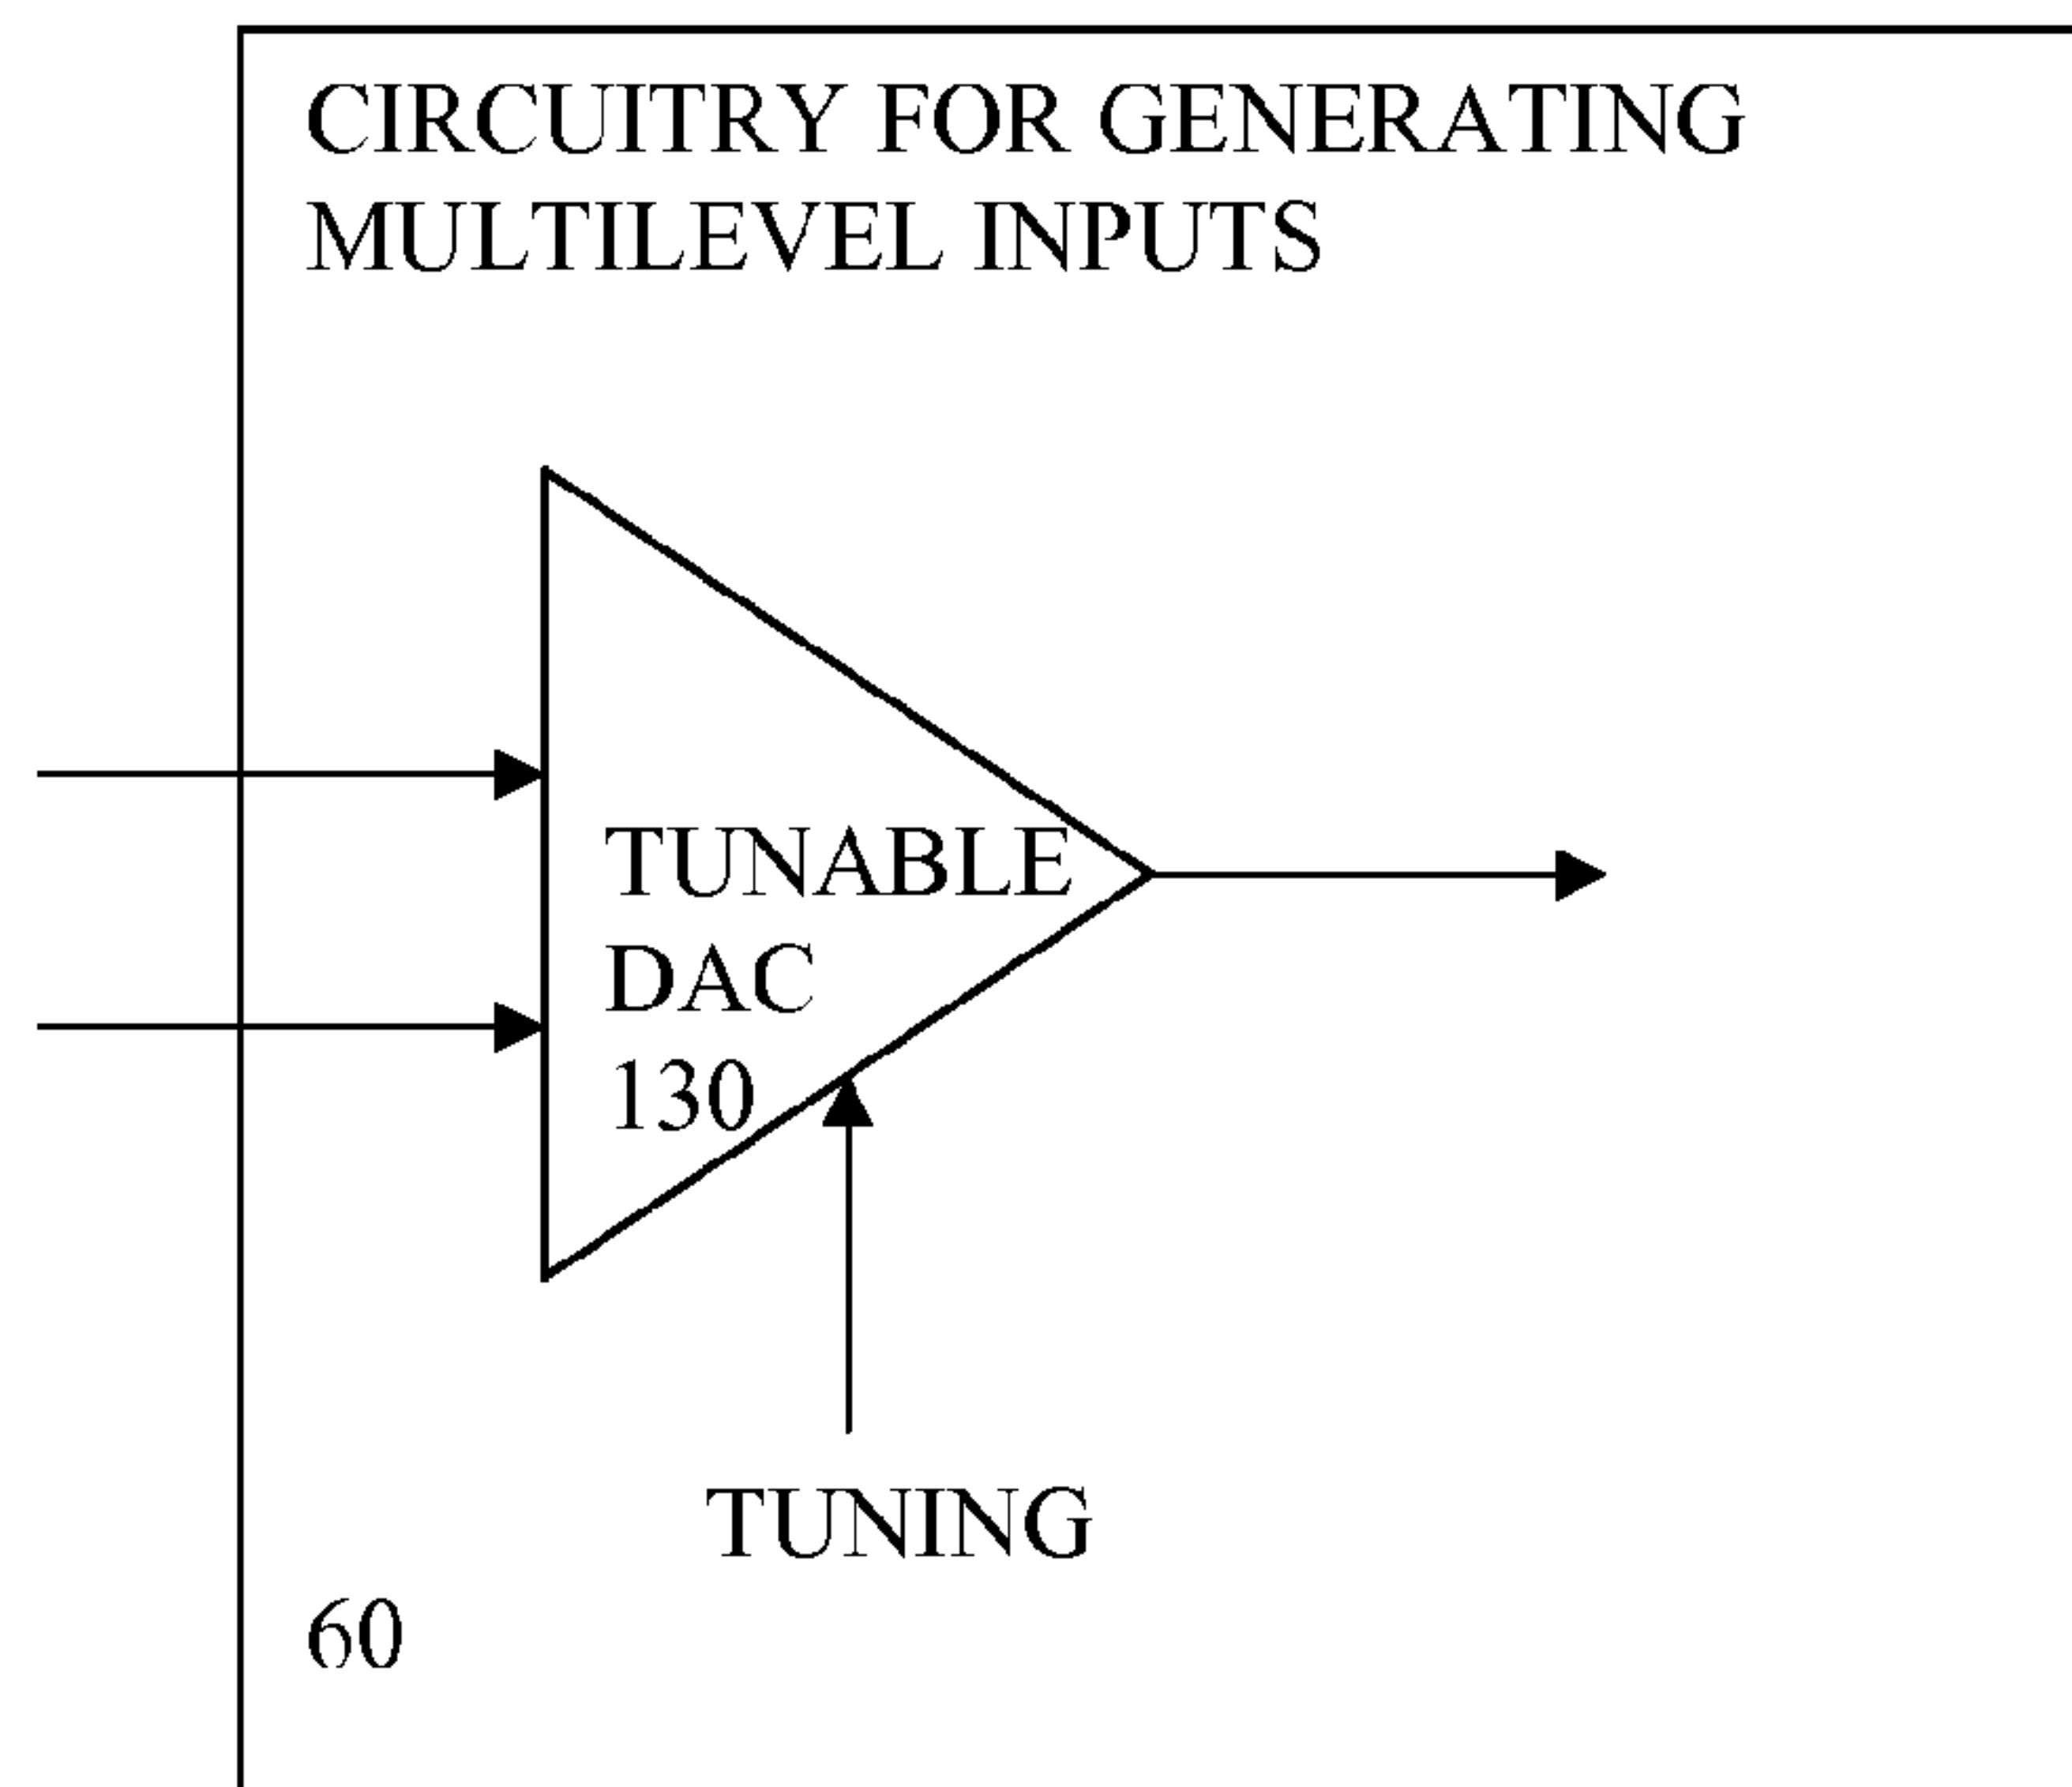 CIRCUITRY FOR GENERATING
MULTILEVEL INPUTS
TUNABLE
DAC
130
TUNING
60